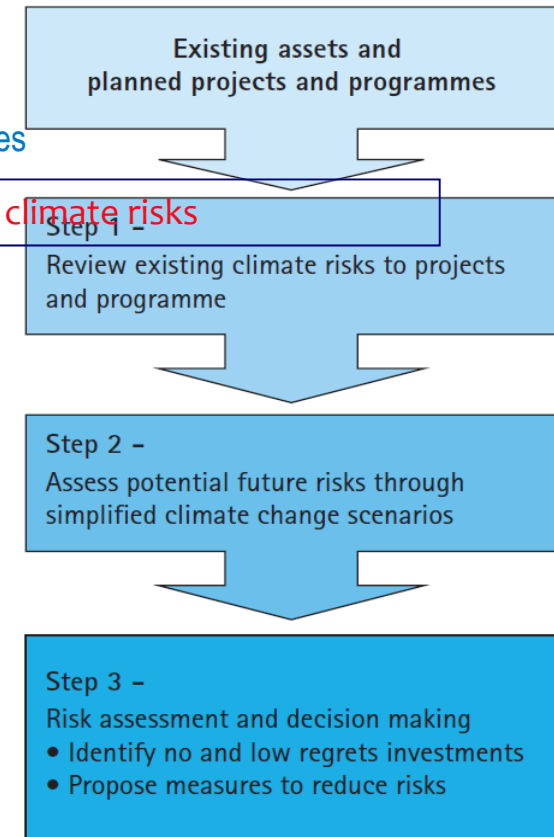 Existing assets and
planned projects and programmes
es
climate risks
Step 1 –
Review existing climate risks to projects
and programme
Step 2 –
Assess potential future risks through
simplified climate change scenarios
Step 3 –
Risk assessment and decision making
• Identify no and low regrets investments
• Propose measures to reduce risks